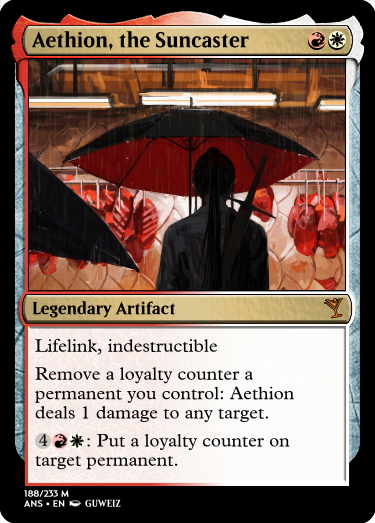 Aethion, the Suncaster
Legendary Artifact
Lifelink, indestructible
Remove a loyalty counter a
permanent you control: Aethion
deals 1 damage to any target.
4: Put a loyalty counter on
target permanent.
188/233 M
ANS • EN GUWEIZ